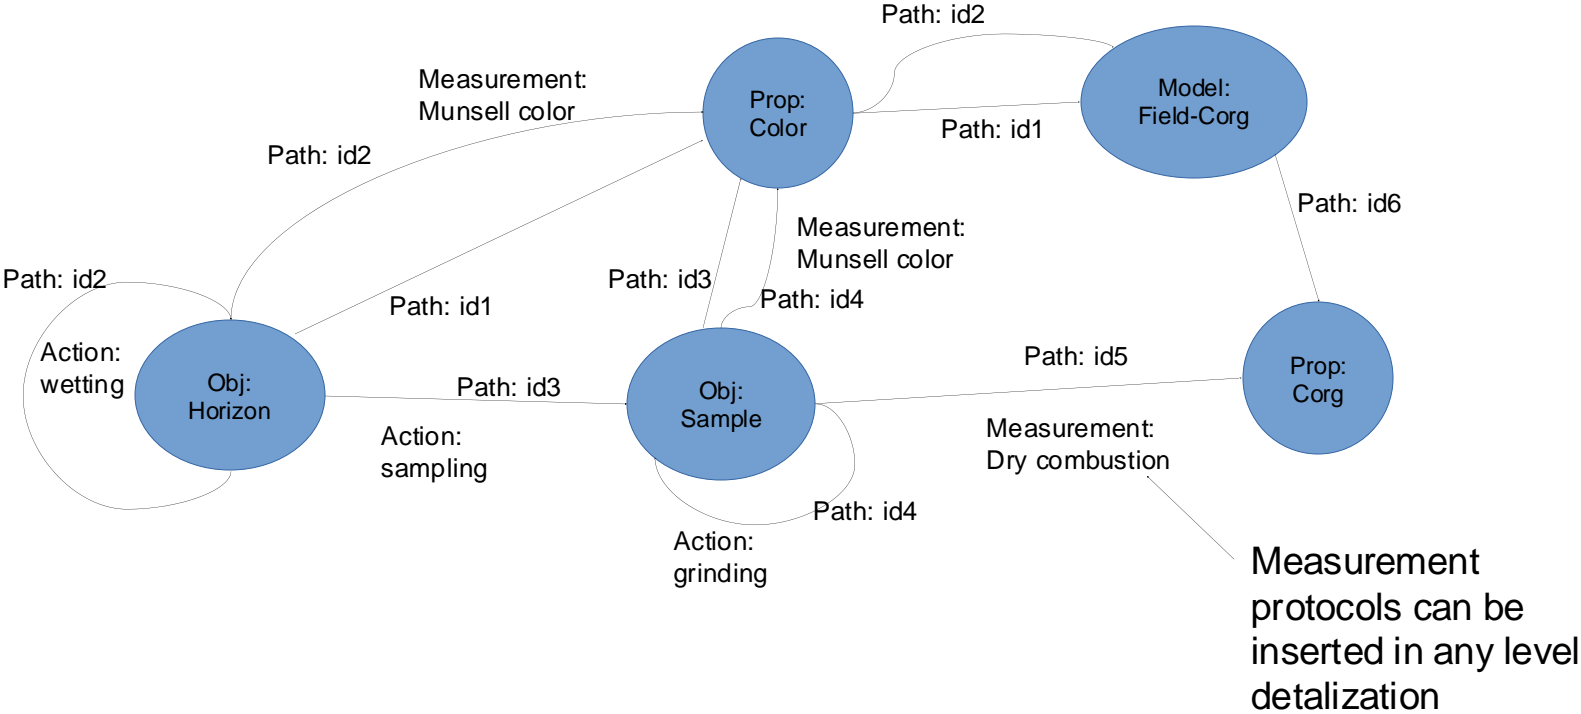 Path: id2
Measurement:
Munsell color
Prop:
Color
Model:
Field-Corg
Path: id1
Path: id2
Path: id6
Measurement:
Munsell color
Path: id2
Path: id3
Path: id4
Path: id1
Action:
wetting
Obj:
Horizon
Path: id3
Obj:
Sample
Path: id5
Prop:
Corg
Action:
sampling
Measurement:
Dry combustion
Path: id4
Action:
grinding
Measurement
protocols can be
inserted in any level
detalization